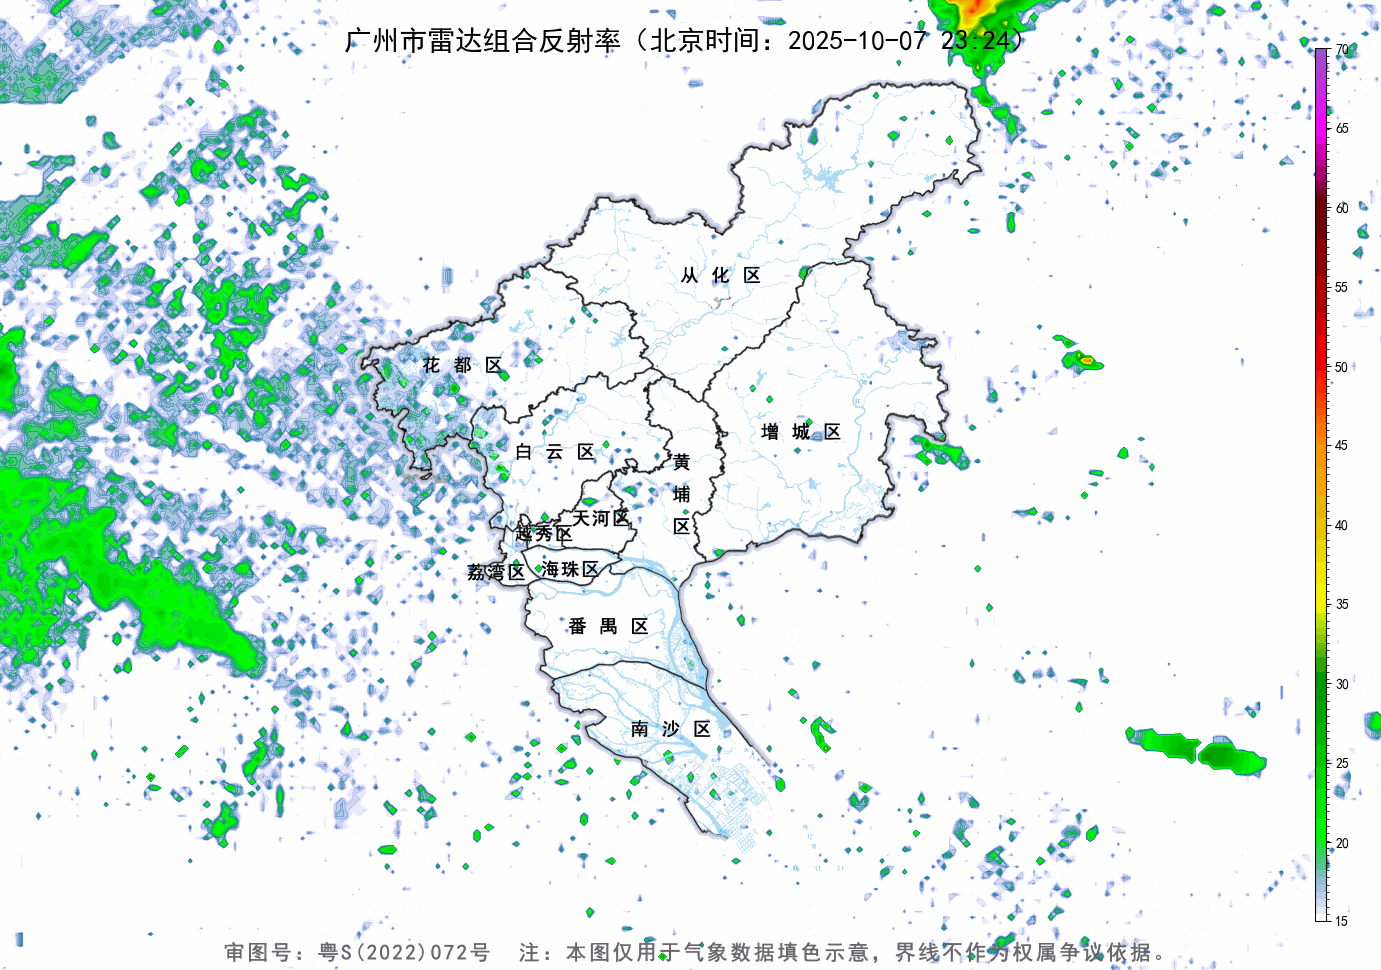 广州市雷达组合反射率（北京时间：2025-10-07 23:24）
70
65
60
55
50
45
40
35
30
25
20
15
从化区
花都区
增城区
白云区
黄埔区
天河区
越秀区
海珠区
荔湾区
番禺区
南沙区
审图号：粤S(2022)072号 注：本图仅用于气象数据填色示意，界线不作为权属争议依据。